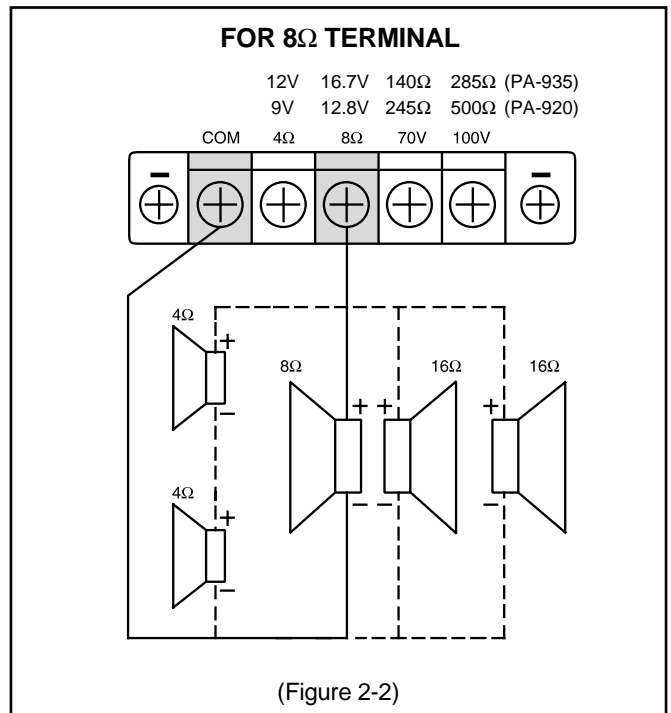 FOR 8Ω TERMINAL
12V 16.7V 140Ω 285Ω (PA-935)
9V 12.8V 245Ω 500Ω (PA-920)
COM 4Ω 8Ω 70V 100V
− −
4Ω
+
8Ω 16Ω 16Ω
− + + +
4Ω
+ − − −
−
(Figure 2-2)